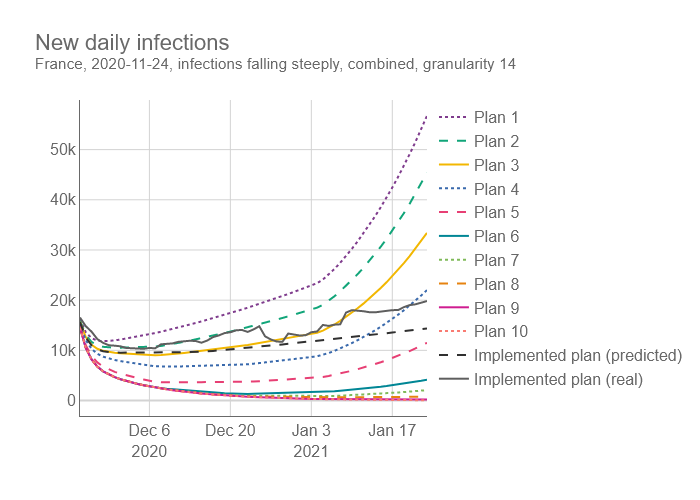 New daily infections
France, 2020-11-24, infections falling steeply, combined, granularity 14
50k
40k
30k
20k
10k
0
Dec 6
2020
Dec 20
Jan 3
2021
Jan 17
Plan 1
Plan 2
Plan 3
Plan 4
Plan 5
Plan 6
Plan 7
Plan 8
Plan 9
Plan 10
Implemented plan (predicted)
Implemented plan (real)